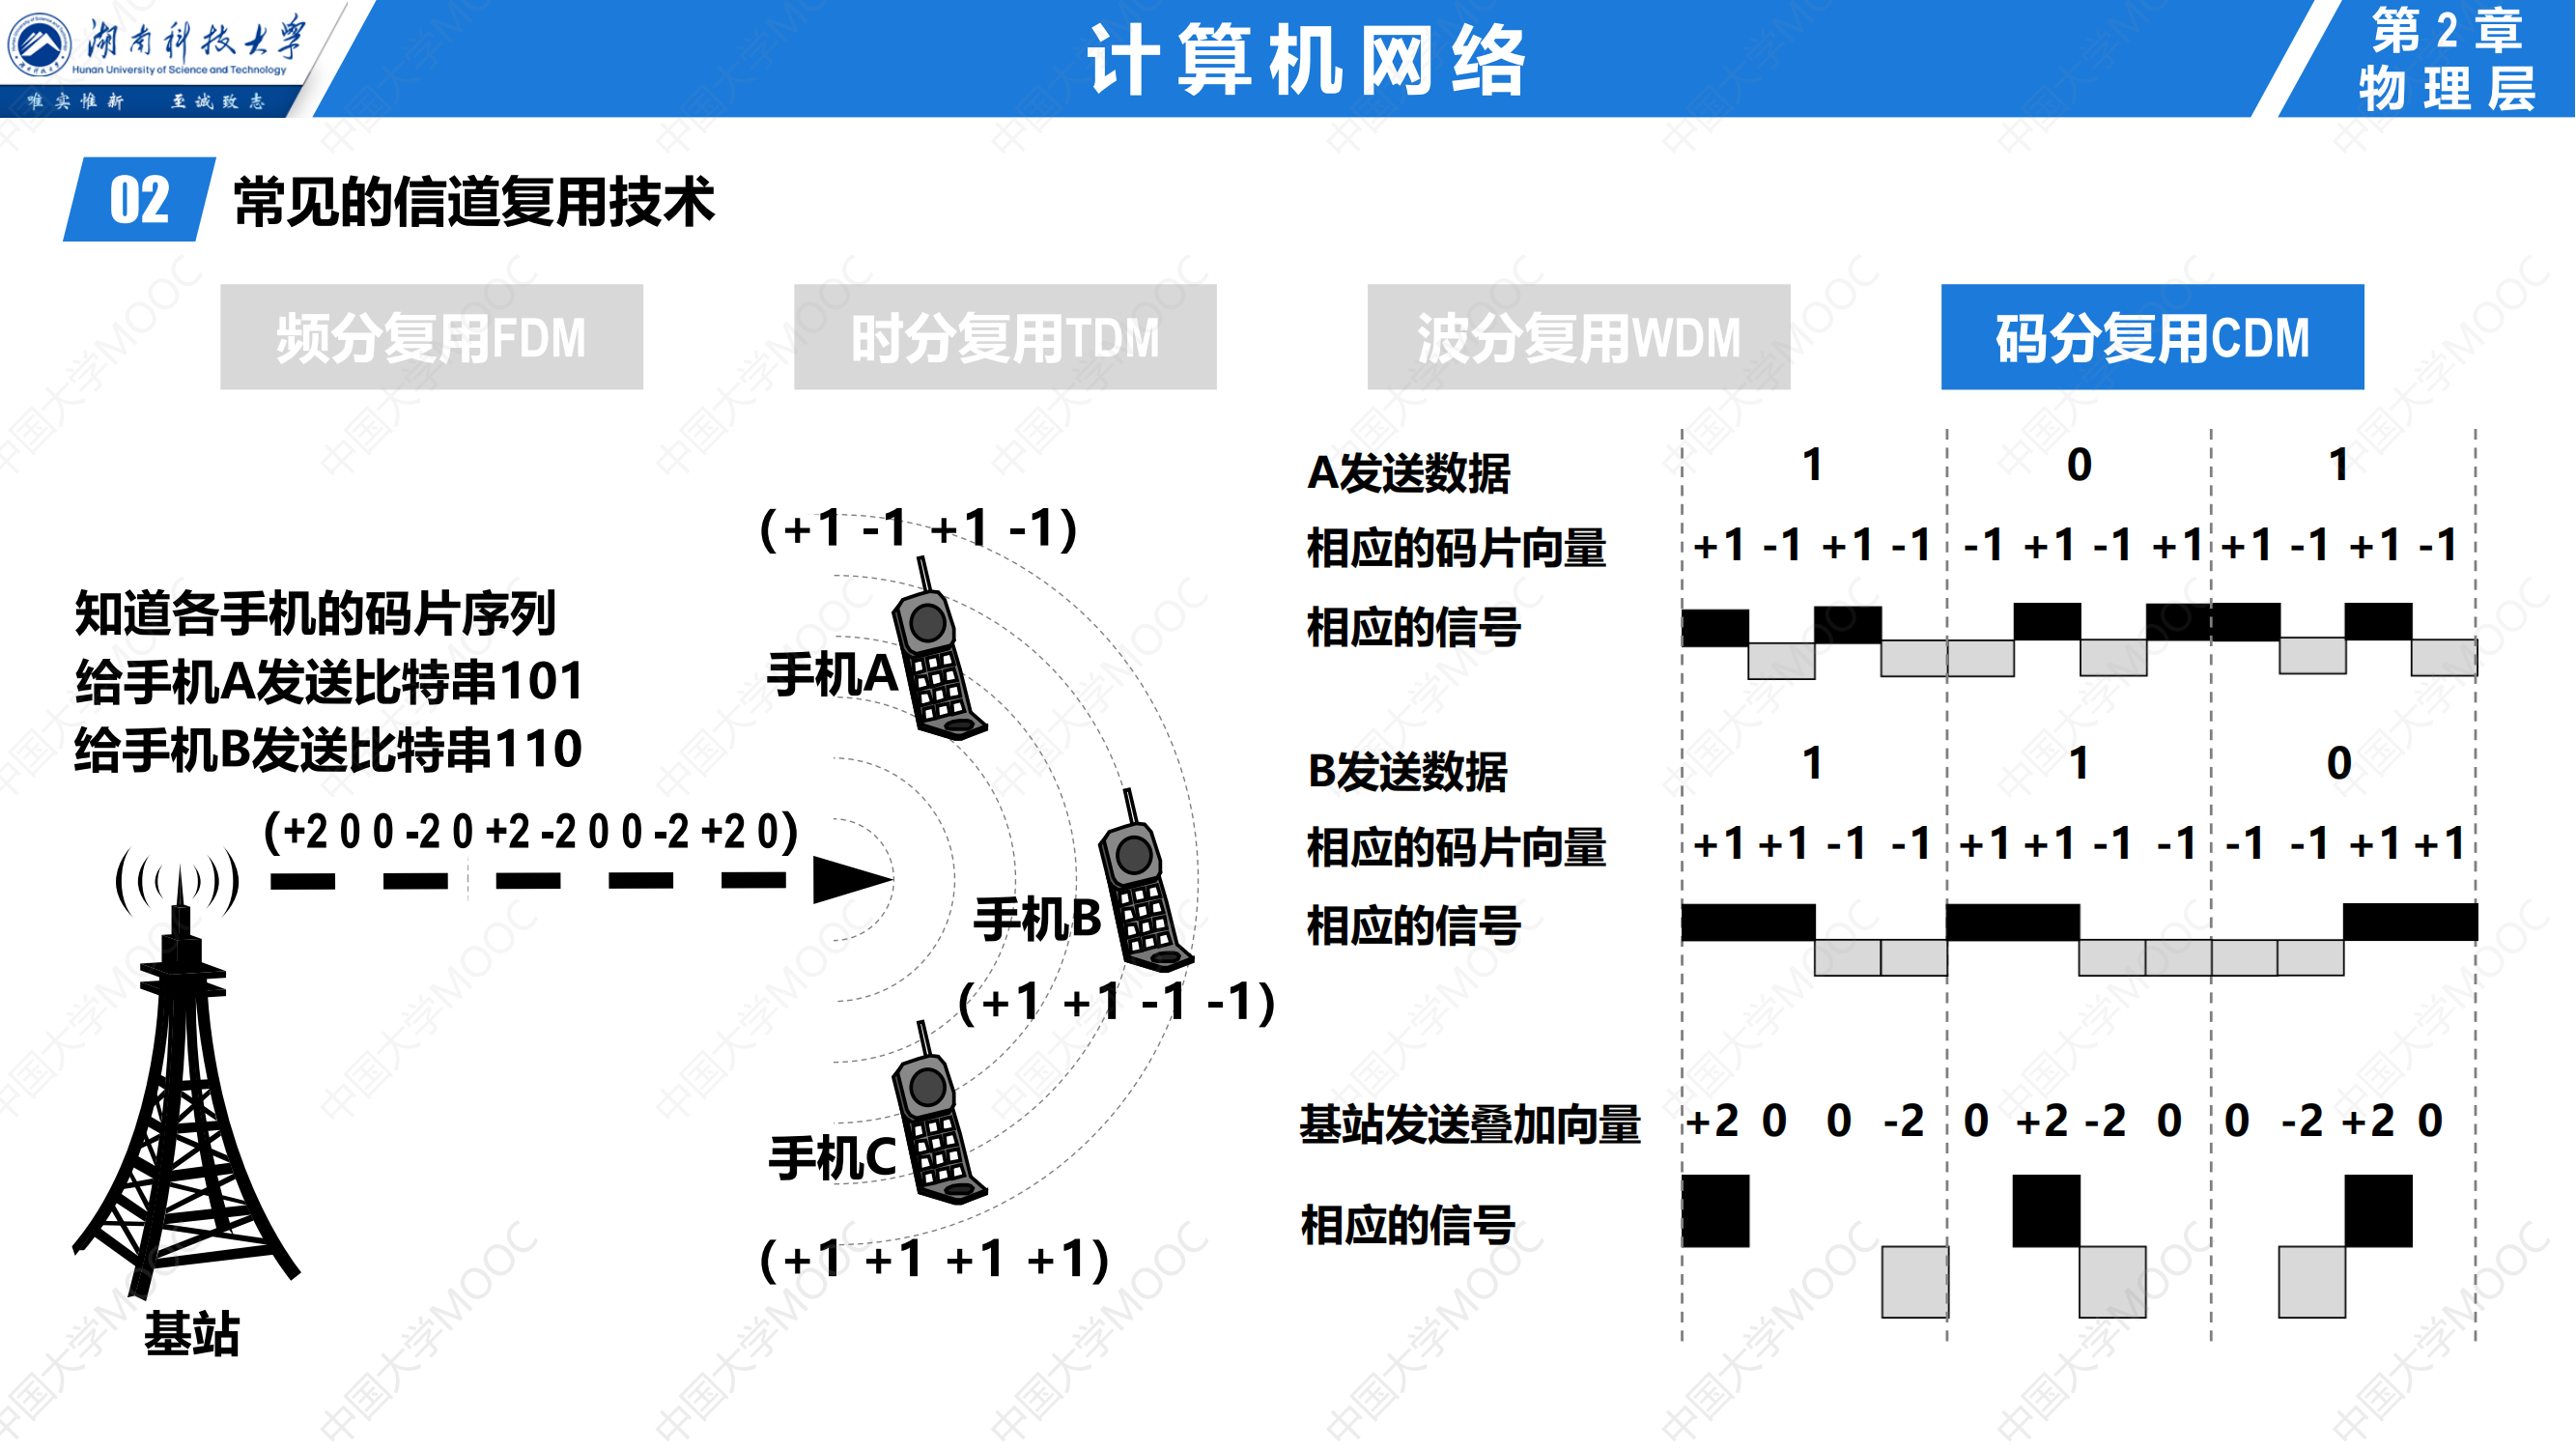 湖南科技大学
Hunan University of Science and Technology
唯实惟新 至诚致志
计算机网络
第2章
物理层
02 常见的信道复用技术
频分复用FDM 时分复用TDM 波分复用WDM 码分复用CDM
知道各手机的码片序列
给手机A发送比特串101
给手机B发送比特串110
(+2 0 0 -2 0 +2 -2 0 0 -2 +2 0)
基站
(+1 -1 +1 -1)
手机A
手机B
(+1 +1 -1 -1)
手机C
(+1 +1 +1 +1)
A发送数据 1 0 1
相应的码片向量 +1 -1 +1 -1 -1 +1 -1 +1 +1 -1 +1 -1
相应的信号
B发送数据 1 1 0
相应的码片向量 +1 +1 -1 -1 +1 +1 -1 -1 -1 -1 +1 +1
相应的信号
基站发送叠加向量 +2 0 0 -2 0 +2 -2 0 0 -2 +2 0
相应的信号
中国大学MOOC